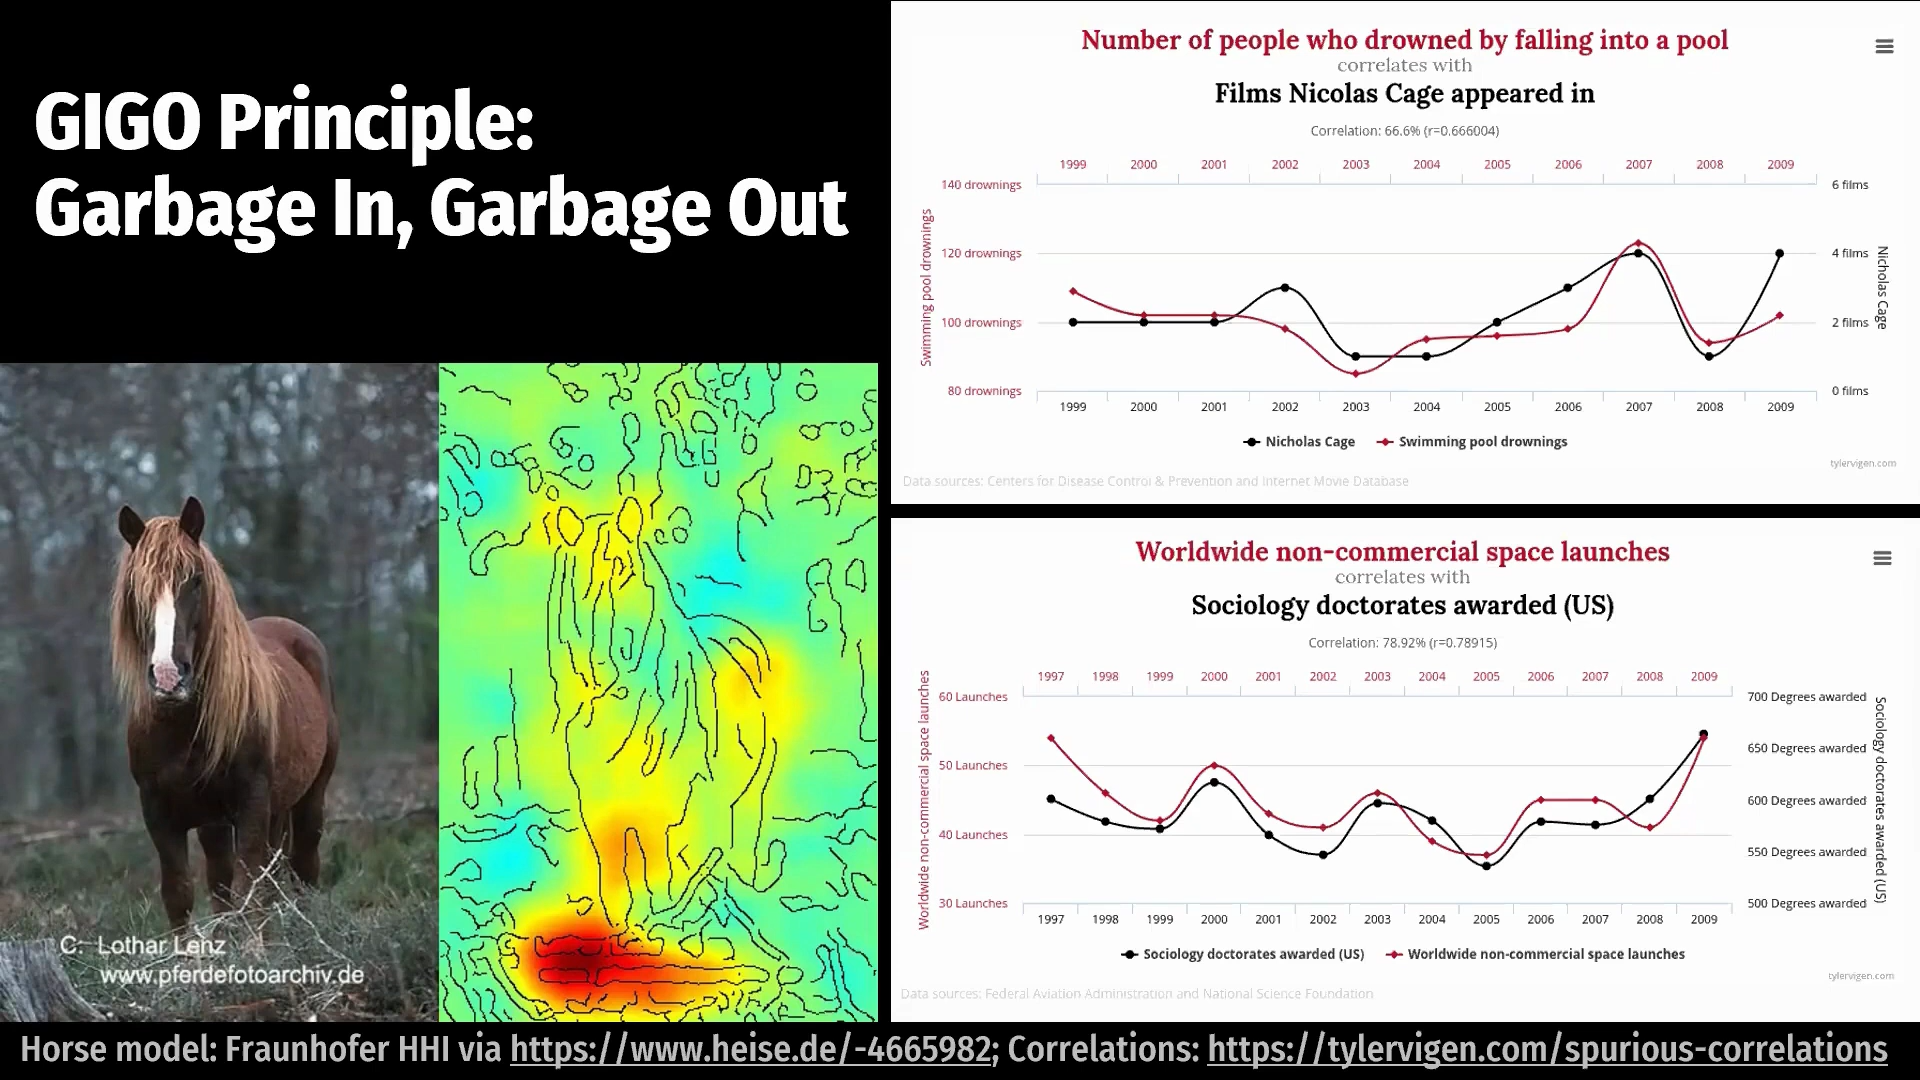 GIGO Principle:
Garbage In, Garbage Out
C. Lothar Lenz
www.pferdefotoarchiv.de
Number of people who drowned by falling into a pool
correlates with
Films Nicolas Cage appeared in
Correlation: 66.6% (r=0.666004)
1999 2000 2001 2002 2003 2004 2005 2006 2007 2008 2009
140 drownings 6 films
120 drownings 4 films
100 drownings 2 films
80 drownings 0 films
Swimming pool drownings
Nicholas Cage
1999 2000 2001 2002 2003 2004 2005 2006 2007 2008 2009
Nicholas Cage Swimming pool drownings
tylervigen.com
Data sources: Centers for Disease Control & Prevention and Internet Movie Database
Worldwide non-commercial space launches
correlates with
Sociology doctorates awarded (US)
Correlation: 78.92% (r=0.78915)
1997 1998 1999 2000 2001 2002 2003 2004 2005 2006 2007 2008 2009
60 Launches 700 Degrees awarded
650 Degrees awarded
50 Launches
600 Degrees awarded
40 Launches
550 Degrees awarded
30 Launches 500 Degrees awarded
Worldwide non-commercial space launches
Sociology doctorates awarded (US)
1997 1998 1999 2000 2001 2002 2003 2004 2005 2006 2007 2008 2009
Sociology doctorates awarded (US) Worldwide non-commercial space launches
tylervigen.com
Data sources: Federal Aviation Administration and National Science Foundation
Horse model: Fraunhofer HHI via https://www.heise.de/-4665982; Correlations: https://tylervigen.com/spurious-correlations